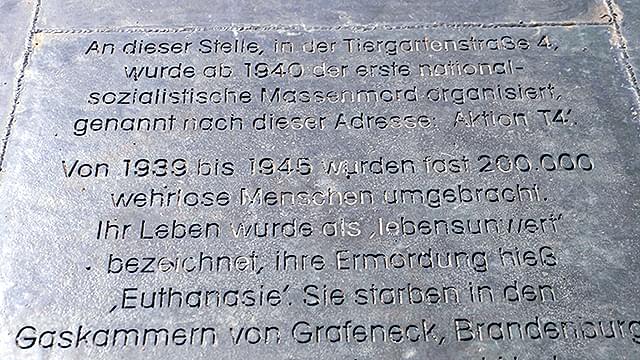 An dieser Stelle, in der Tiergartenstraße 4,
wurde ab 1940 der erste national-
sozialistische Massenmord organisiert,
genannt nach dieser Adresse: ‚Aktion T4‘.
Von 1939 bis 1945 wurden fast 200.000
wehrlose Menschen umgebracht.
Ihr Leben wurde als ‚lebensunwert‘
bezeichnet, ihre Ermordung hieß
‚Euthanasie‘. Sie starben in den
Gaskammern von Grafeneck, Brandenburg